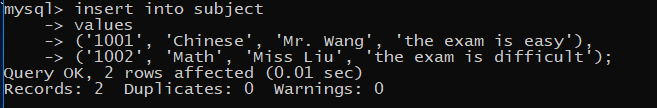 mysql> insert into subject
    -> values
    -> ('1001', 'Chinese', 'Mr. Wang', 'the exam is easy'),
    -> ('1002', 'Math', 'Miss Liu', 'the exam is difficult');
Query OK, 2 rows affected (0.01 sec)
Records: 2  Duplicates: 0  Warnings: 0